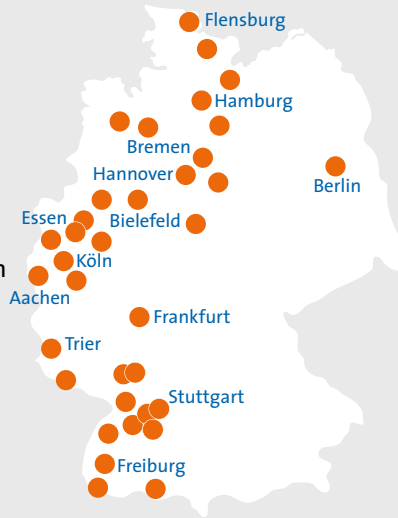 Flensburg
Hamburg
Bremen
Hannover
Berlin
Essen
Bielefeld
Köln
Aachen
Frankfurt
Trier
Stuttgart
Freiburg